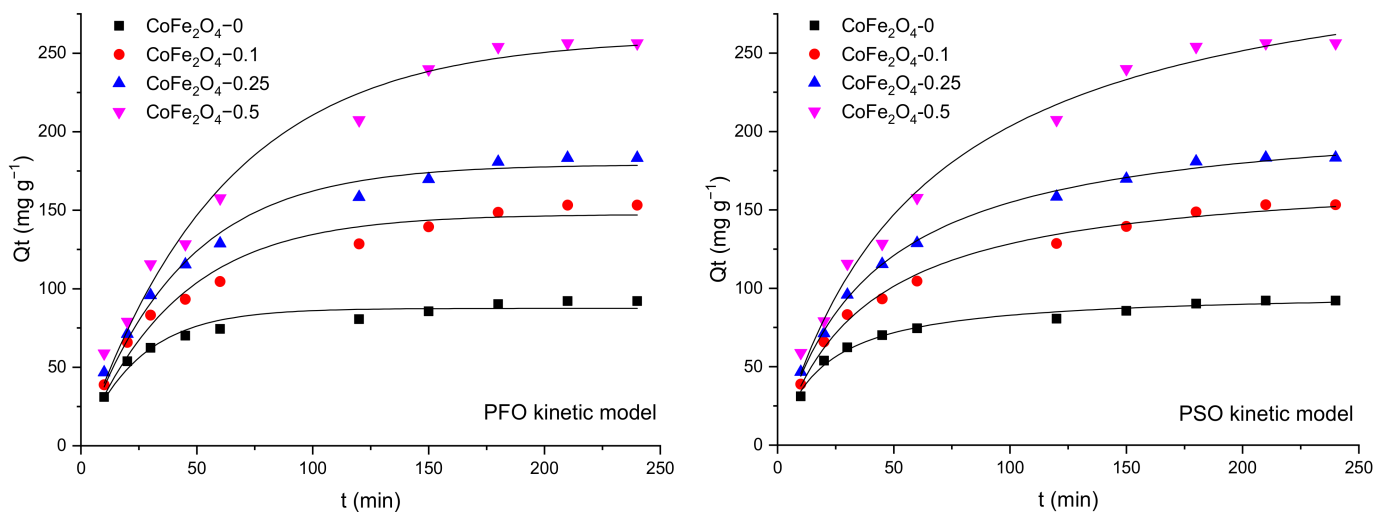 CoFe₂O₄−0
CoFe₂O₄−0.1
CoFe₂O₄−0.25
CoFe₂O₄−0.5
250
200
150
100
50
0
Qt (mg g⁻¹)
PFO kinetic model
0 50 100 150 200 250
t (min)
CoFe₂O₄-0
CoFe₂O₄-0.1
CoFe₂O₄-0.25
CoFe₂O₄-0.5
250
200
150
100
50
0
Qt (mg g⁻¹)
PSO kinetic model
0 50 100 150 200 250
t (min)